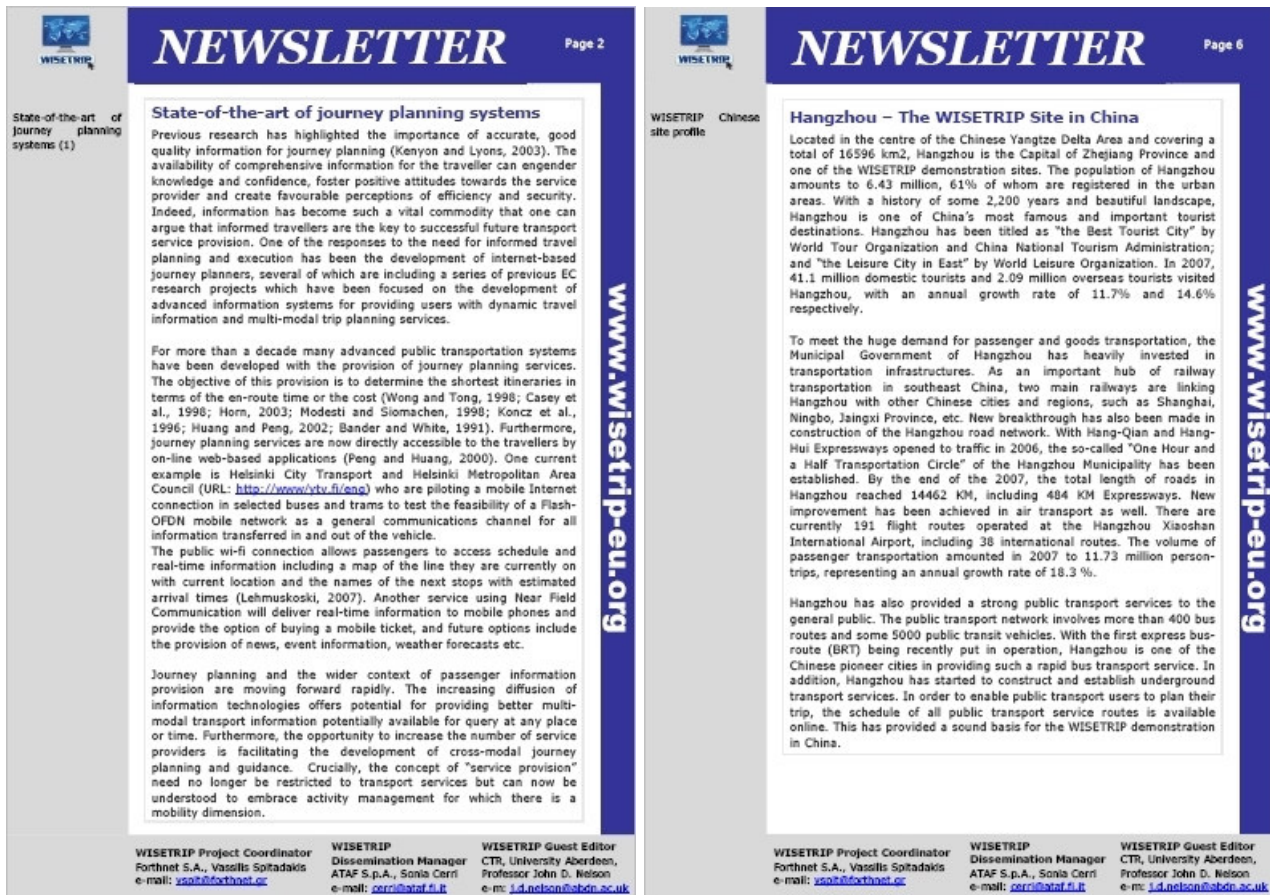 WISETRIP
NEWSLETTER
Page 2
State-of-the-art of
journey planning
systems (1)
State-of-the-art of journey planning systems
Previous research has highlighted the importance of accurate, good
quality information for journey planning (Kenyon and Lyons, 2003). The
availability of comprehensive information for the traveller can engender
knowledge and confidence, foster positive attitudes towards the service
provider and create favourable perceptions of efficiency and security.
Indeed, information has become such a vital commodity that one can
argue that informed travellers are the key to successful future transport
service provision. One of the responses to the need for informed travel
planning and execution has been the development of internet-based
journey planners, several of which are including a series of previous EC
research projects which have been focused on the development of
advanced information systems for providing users with dynamic travel
information and multi-modal trip planning services.
For more than a decade many advanced public transportation systems
have been developed with the provision of journey planning services.
The objective of this provision is to determine the shortest itineraries in
terms of the en-route time or the cost (Wong and Tong, 1998; Casey et
al., 1998; Horn, 2003; Modesti and Siomachen, 1998; Koncz et al.,
1996; Huang and Peng, 2002; Bander and White, 1991). Furthermore,
journey planning services are now directly accessible to the travellers by
on-line web-based applications (Peng and Huang, 2000). One current
example is Helsinki City Transport and Helsinki Metropolitan Area
Council (URL: http://www/ytv.fi/eng) who are piloting a mobile Internet
connection in selected buses and trams to test the feasibility of a Flash-
OFDN mobile network as a general communications channel for all
information transferred in and out of the vehicle.
The public wi-fi connection allows passengers to access schedule and
real-time information including a map of the line they are currently on
with current location and the names of the next stops with estimated
arrival times (Lehmuskoski, 2007). Another service using Near Field
Communication will deliver real-time information to mobile phones and
provide the option of buying a mobile ticket, and future options include
the provision of news, event information, weather forecasts etc.
Journey planning and the wider context of passenger information
provision are moving forward rapidly. The increasing diffusion of
information technologies offers potential for providing better multi-
modal transport information potentially available for query at any place
or time. Furthermore, the opportunity to increase the number of service
providers is facilitating the development of cross-modal journey
planning and guidance. Crucially, the concept of "service provision"
need no longer be restricted to transport services but can now be
understood to embrace activity management for which there is a
mobility dimension.
www.wisetrip-eu.org
WISETRIP Project Coordinator
Forthnet S.A., Vassilis Spitadakis
e-mail: vspit@forthnet.gr
WISETRIP
Dissemination Manager
ATAF S.p.A., Sonia Cerri
e-mail: cerri@ataf.fi.it
WISETRIP Guest Editor
CTR, University Aberdeen,
Professor John D. Nelson
e-m: j.d.nelson@abdn.ac.uk
WISETRIP
NEWSLETTER
Page 6
WISETRIP Chinese
site profile
Hangzhou – The WISETRIP Site in China
Located in the centre of the Chinese Yangtze Delta Area and covering a
total of 16596 km2, Hangzhou is the Capital of Zhejiang Province and
one of the WISETRIP demonstration sites. The population of Hangzhou
amounts to 6.43 million, 61% of whom are registered in the urban
areas. With a history of some 2,200 years and beautiful landscape,
Hangzhou is one of China's most famous and important tourist
destinations. Hangzhou has been titled as "the Best Tourist City" by
World Tour Organization and China National Tourism Administration;
and "the Leisure City in East" by World Leisure Organization. In 2007,
41.1 million domestic tourists and 2.09 million overseas tourists visited
Hangzhou, with an annual growth rate of 11.7% and 14.6%
respectively.
To meet the huge demand for passenger and goods transportation, the
Municipal Government of Hangzhou has heavily invested in
transportation infrastructures. As an important hub of railway
transportation in southeast China, two main railways are linking
Hangzhou with other Chinese cities and regions, such as Shanghai,
Ningbo, Jaingxi Province, etc. New breakthrough has also been made in
construction of the Hangzhou road network. With Hang-Qian and Hang-
Hui Expressways opened to traffic in 2006, the so-called "One Hour and
a Half Transportation Circle" of the Hangzhou Municipality has been
established. By the end of the 2007, the total length of roads in
Hangzhou reached 14462 KM, including 484 KM Expressways. New
improvement has been achieved in air transport as well. There are
currently 191 flight routes operated at the Hangzhou Xiaoshan
International Airport, including 38 international routes. The volume of
passenger transportation amounted in 2007 to 11.73 million person-
trips, representing an annual growth rate of 18.3 %.
Hangzhou has also provided a strong public transport services to the
general public. The public transport network involves more than 400 bus
routes and some 5000 public transit vehicles. With the first express bus-
route (BRT) being recently put in operation, Hangzhou is one of the
Chinese pioneer cities in providing such a rapid bus transport service. In
addition, Hangzhou has started to construct and establish underground
transport services. In order to enable public transport users to plan their
trip, the schedule of all public transport service routes is available
online. This has provided a sound basis for the WISETRIP demonstration
in China.
www.wisetrip-eu.org
WISETRIP Project Coordinator
Forthnet S.A., Vassilis Spitadakis
e-mail: vspit@forthnet.gr
WISETRIP
Dissemination Manager
ATAF S.p.A., Sonia Cerri
e-mail: cerri@ataf.fi.it
WISETRIP Guest Editor
CTR, University Aberdeen,
Professor John D. Nelson
e-m: j.d.nelson@abdn.ac.uk